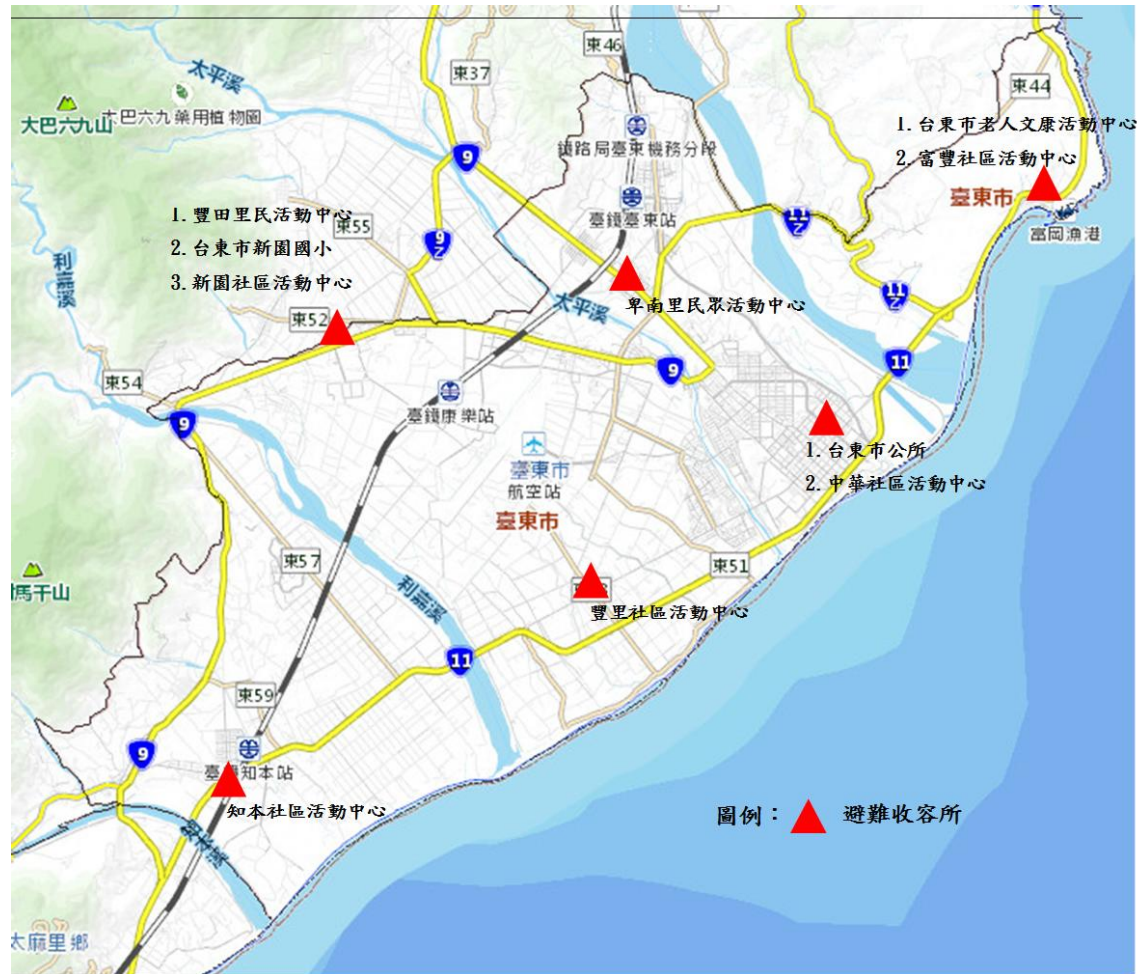 東46
太平溪
東37
東44
大巴六九山
大巴六九藥用植物園
1. 台東市老人文康活動中心
鐵路局臺東機務分段
9
2. 富豐社區活動中心
臺鐵臺東站
臺東市
1. 豐田里民活動中心
11乙
東55
富岡漁港
2. 台東市新園國小
9乙
利嘉溪
3. 新園社區活動中心
11乙
太平溪
卑南里民眾活動中心
東52
11
東54
9
臺鐵康樂站
9
1. 台東市公所
臺東市
航空站
2. 中華社區活動中心
臺東市
東57
東51
利嘉溪
豐里社區活動中心
11
東59
9
知本站
知本社區活動中心
圖例：
避難收容所
知本溪
太麻里鄉